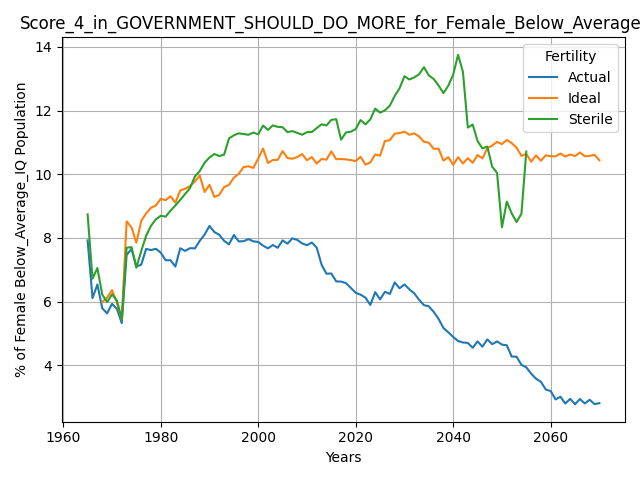 Score_4_in_GOVERNMENT_SHOULD_DO_MORE_for_Female_Below_Average
14
12
10
8
6
4
% of Female Below_Average_IQ Population
Fertility
Actual
Ideal
Sterile
1960
1980
2000
2020
2040
2060
Years